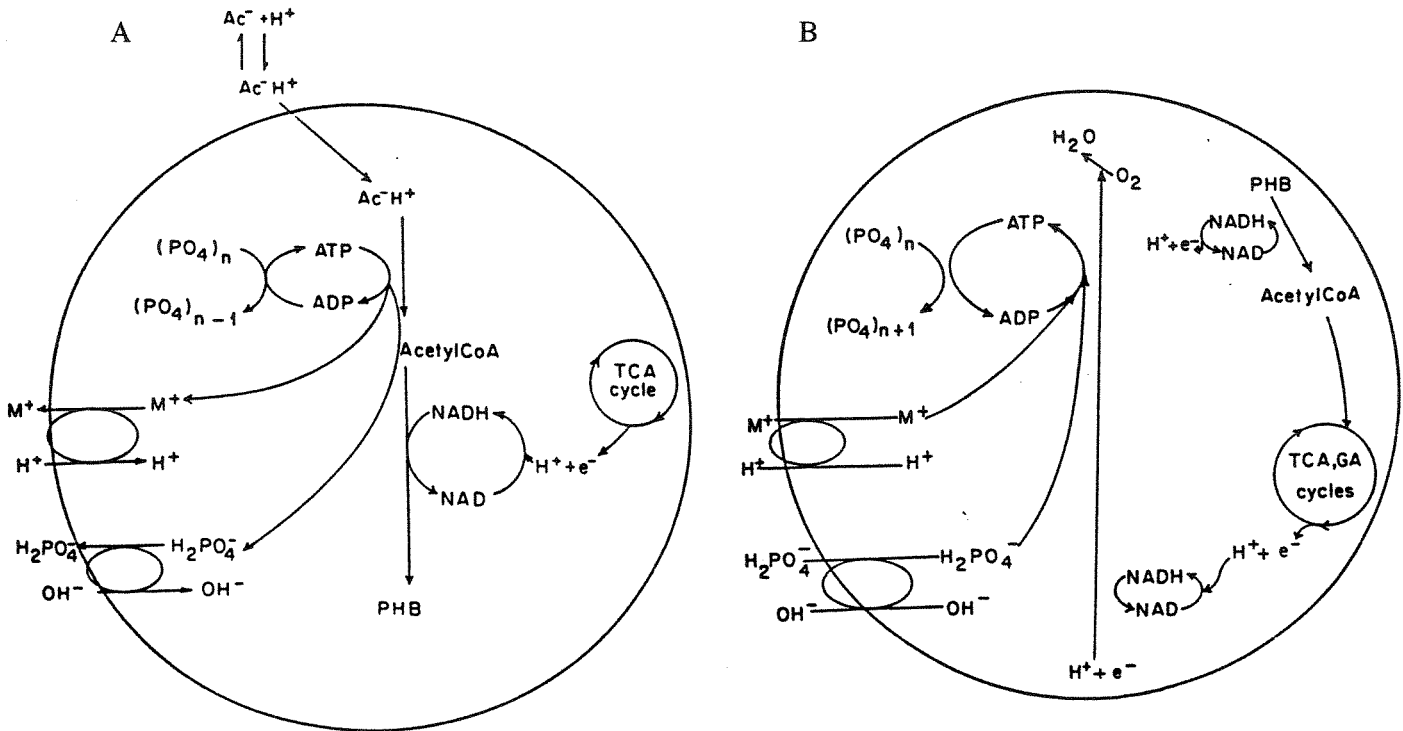 A
Ac⁻ + H⁺
Ac⁻ H⁺
Ac⁻H⁺
(PO₄)ₙ
ATP
(PO₄)ₙ₋₁
ADP
AcetylCoA
TCA
cycle
M⁺
M⁺
NADH
H⁺
H⁺
H⁺ + e⁻
NAD
H₂PO₄⁻
H₂PO₄⁻
OH⁻
OH⁻
PHB
B
H₂O
O₂
PHB
ATP
(PO₄)ₙ
NADH
H⁺ + e⁻
NAD
AcetylCoA
ADP
(PO₄)ₙ₊₁
M⁺
M⁺
H⁺
H⁺
TCA,GA
cycles
H₂PO₄⁻
H₂PO₄⁻
H⁺ + e⁻
NADH
NAD
OH⁻
OH⁻
H⁺ + e⁻